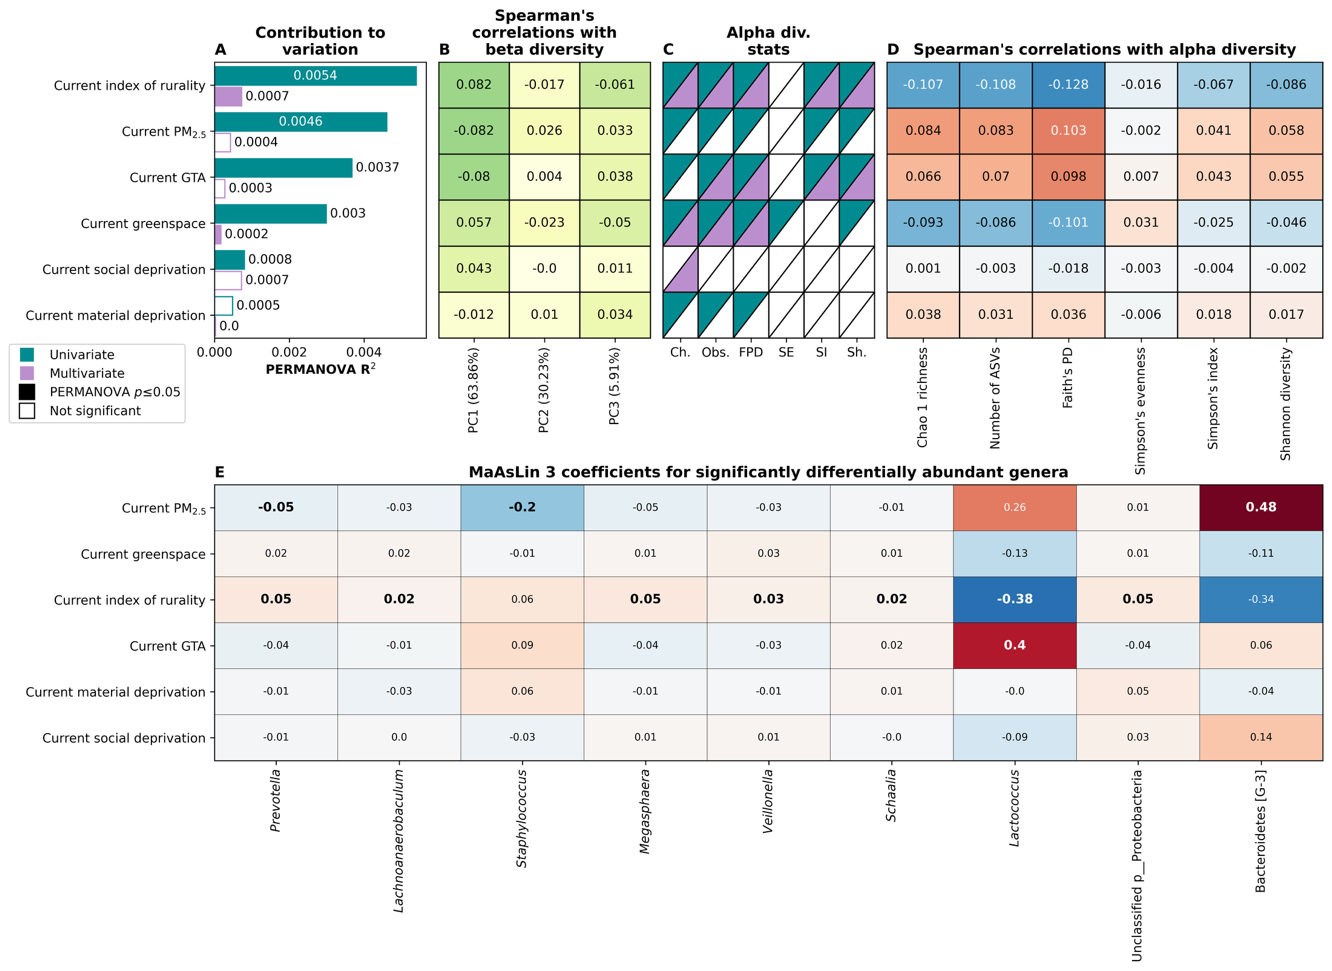 A
Contribution to
variation
B
Spearman's
correlations with
beta diversity
C
Alpha div.
stats
D
Spearman's correlations with alpha diversity
Current index of rurality
0.0054
0.0007
0.082 -0.017 -0.061
-0.107 -0.108 -0.128 -0.016 -0.067 -0.086
Current PM2.5
0.0046
0.0004
-0.082 0.026 0.033
0.084 0.083 0.103 -0.002 0.041 0.058
Current GTA
0.0037
0.0003
-0.08 0.004 0.038
0.066 0.07 0.098 0.007 0.043 0.055
Current greenspace
0.003
0.0002
0.057 -0.023 -0.05
-0.093 -0.086 -0.101 0.031 -0.025 -0.046
Current social deprivation
0.0008
0.0007
0.043 -0.0 0.011
0.001 -0.003 -0.018 -0.003 -0.004 -0.002
Current material deprivation
0.0005
0.0
-0.012 0.01 0.034
0.038 0.031 0.036 -0.006 0.018 0.017
0.000 0.002 0.004
PERMANOVA R2
PC1 (63.86%)
PC2 (30.23%)
PC3 (5.91%)
Ch. Obs. FPD SE SI Sh.
Chao 1 richness
Number of ASVs
Faith's PD
Simpson's evenness
Simpson's index
Shannon diversity
Univariate
Multivariate
PERMANOVA p≤0.05
Not significant
E
MaAsLin 3 coefficients for significantly differentially abundant genera
Current PM2.5 -0.05 -0.03 -0.2 -0.05 -0.03 -0.01 0.26 0.01 0.48
Current greenspace 0.02 0.02 -0.01 0.01 0.03 0.01 -0.13 0.01 -0.11
Current index of rurality 0.05 0.02 0.06 0.05 0.03 0.02 -0.38 0.05 -0.34
Current GTA -0.04 -0.01 0.09 -0.04 -0.03 0.02 0.4 -0.04 0.06
Current material deprivation -0.01 -0.03 0.06 -0.01 -0.01 0.01 -0.0 0.05 -0.04
Current social deprivation -0.01 0.0 -0.03 0.01 0.01 -0.0 -0.09 0.03 0.14
Prevotella
Lachnoanaerobaculum
Staphylococcus
Megasphaera
Veillonella
Schaalia
Lactococcus
Unclassified p__Proteobacteria
Bacteroidetes [G-3]